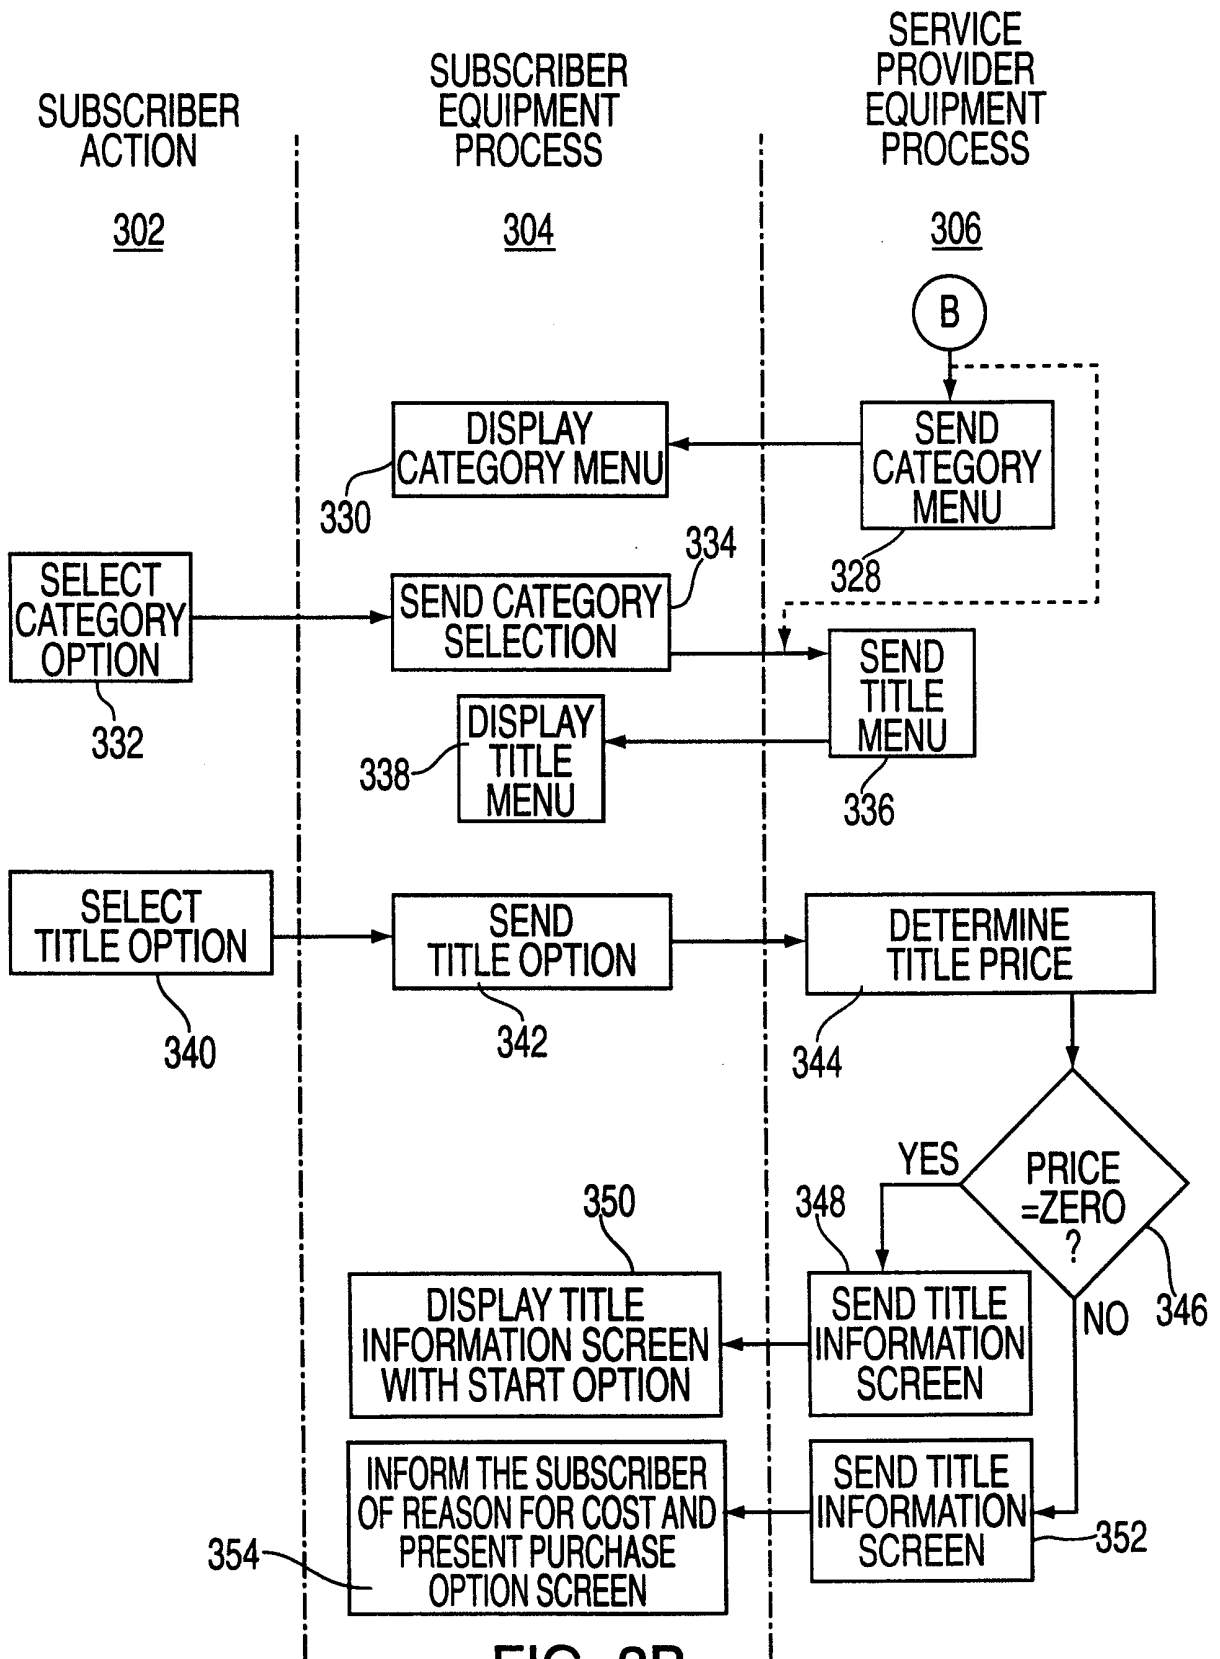 SUBSCRIBER
ACTION
302
SUBSCRIBER
EQUIPMENT
PROCESS
304
SERVICE
PROVIDER
EQUIPMENT
PROCESS
306
B
DISPLAY
CATEGORY MENU
330
SEND
CATEGORY
MENU
328
SELECT
CATEGORY
OPTION
332
SEND CATEGORY
SELECTION
334
SEND
TITLE
MENU
336
DISPLAY
TITLE
MENU
338
SELECT
TITLE OPTION
340
SEND
TITLE OPTION
342
DETERMINE
TITLE PRICE
344
PRICE
=ZERO
?
346
YES
NO
348
SEND TITLE
INFORMATION
SCREEN
350
DISPLAY TITLE
INFORMATION SCREEN
WITH START OPTION
SEND TITLE
INFORMATION
SCREEN
352
INFORM THE SUBSCRIBER
OF REASON FOR COST AND
PRESENT PURCHASE
OPTION SCREEN
354